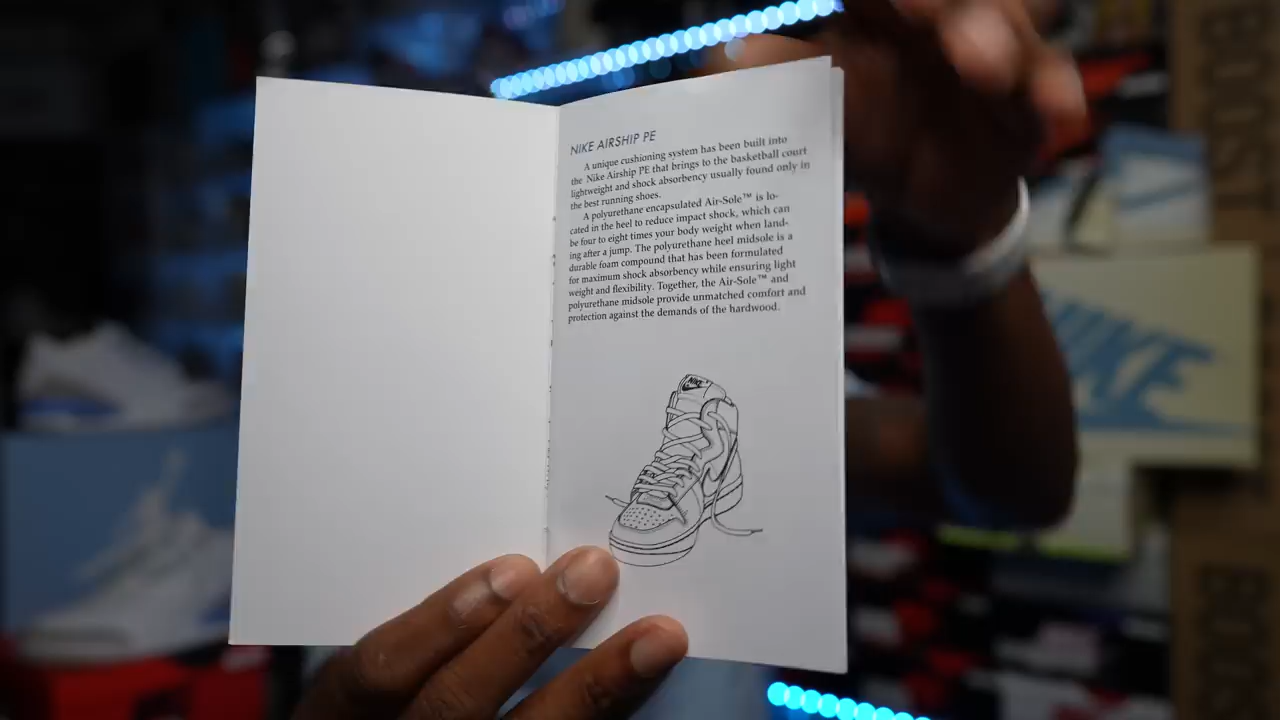 NIKE AIRSHIP PE
A unique cushioning system has been built into
the Nike Airship PE that brings to the basketball court
lightweight and shock absorbency usually found only in
the best running shoes.
A polyurethane encapsulated Air-Sole™ is lo-
cated in the heel to reduce impact shock, which can
be four to eight times your body weight when land-
ing after a jump. The polyurethane heel midsole is a
durable foam compound that has been formulated
for maximum shock absorbency while ensuring light
weight and flexibility. Together, the Air-Sole™ and
polyurethane midsole provide unmatched comfort and
protection against the demands of the hardwood.
NIKE
NIKE